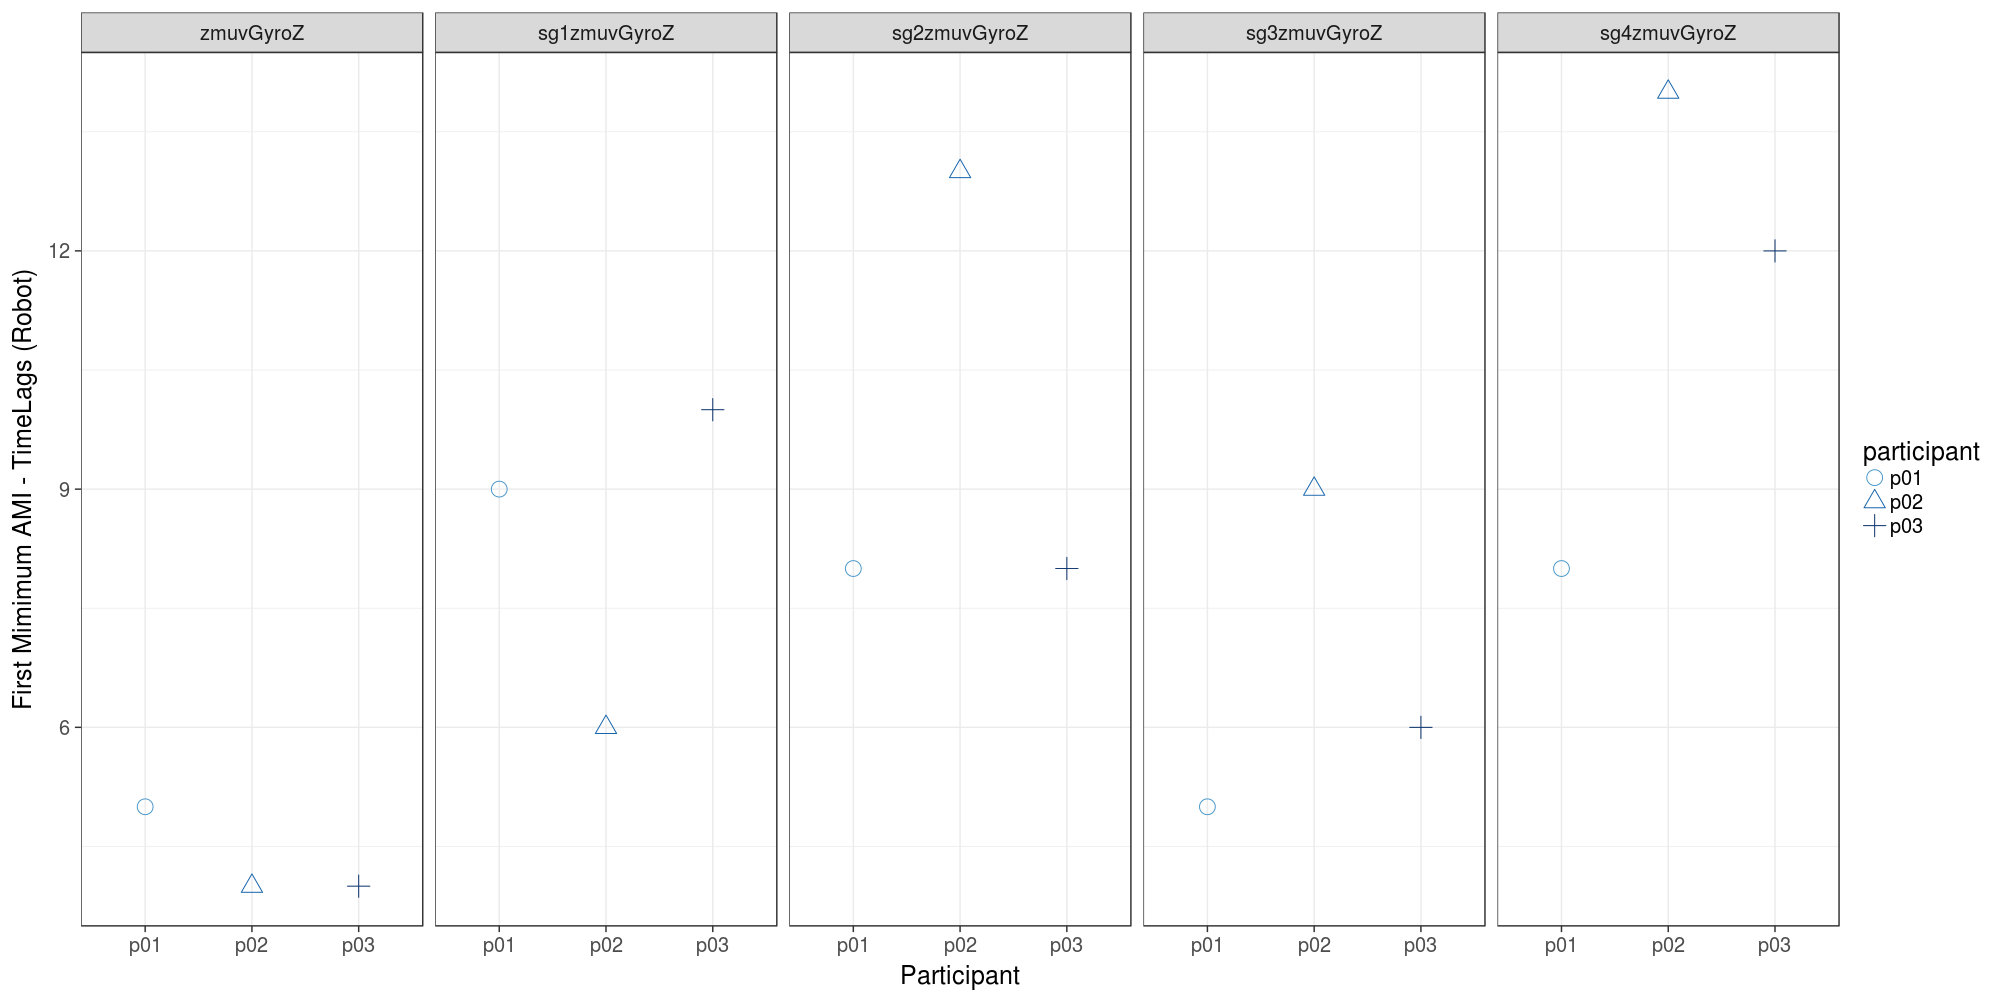 zmuvGyroZ sg1zmuvGyroZ sg2zmuvGyroZ sg3zmuvGyroZ sg4zmuvGyroZ
First Mimimum AMI - TimeLags (Robot)
12
9
6
p01 p02 p03 p01 p02 p03 p01 p02 p03 p01 p02 p03 p01 p02 p03
Participant
participant
p01
p02
p03